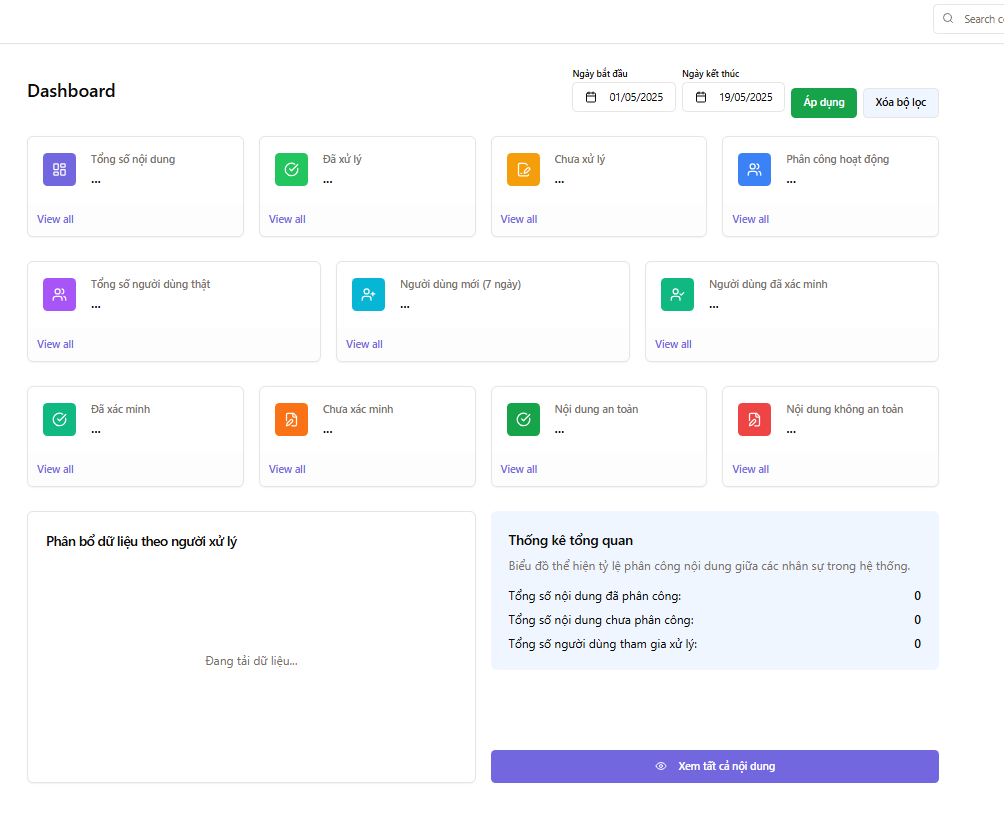 Search c
Dashboard
Ngày bắt đầu
Ngày kết thúc
01/05/2025
19/05/2025
Áp dụng
Xóa bộ lọc
Tổng số nội dung
...
View all
Đã xử lý
...
View all
Chưa xử lý
...
View all
Phân công hoạt động
...
View all
Tổng số người dùng thật
...
View all
Người dùng mới (7 ngày)
...
View all
Người dùng đã xác minh
...
View all
Đã xác minh
...
View all
Chưa xác minh
...
View all
Nội dung an toàn
...
View all
Nội dung không an toàn
...
View all
Phân bổ dữ liệu theo người xử lý
Đang tải dữ liệu...
Thống kê tổng quan
Biểu đồ thể hiện tỷ lệ phân công nội dung giữa các nhân sự trong hệ thống.
Tổng số nội dung đã phân công: 0
Tổng số nội dung chưa phân công: 0
Tổng số người dùng tham gia xử lý: 0
Xem tất cả nội dung